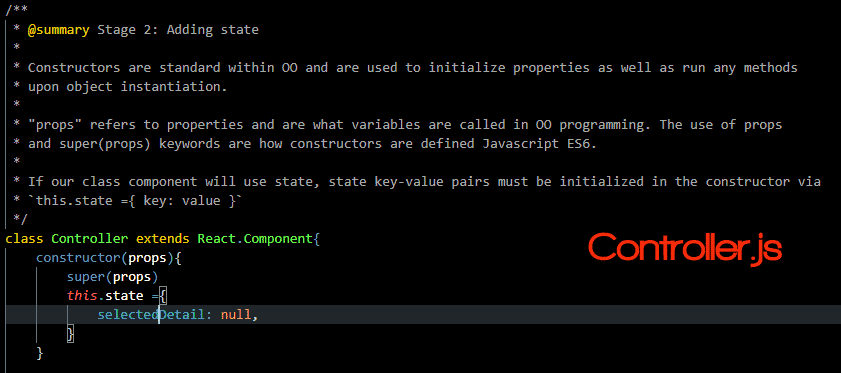 /**
 * @summary Stage 2: Adding state
 *
 * Constructors are standard within OO and are used to initialize properties as well as run any methods
 * upon object instantiation.
 *
 * "props" refers to properties and are what variables are called in OO programming. The use of props
 * and super(props) keywords are how constructors are defined Javascript ES6.
 *
 * If our class component will use state, state key-value pairs must be initialized in the constructor via
 * `this.state ={ key: value }`
 */
class Controller extends React.Component{
Controller.js
    constructor(props){
        super(props)
        this.state ={
            selectedDetail: null,
        }
    }